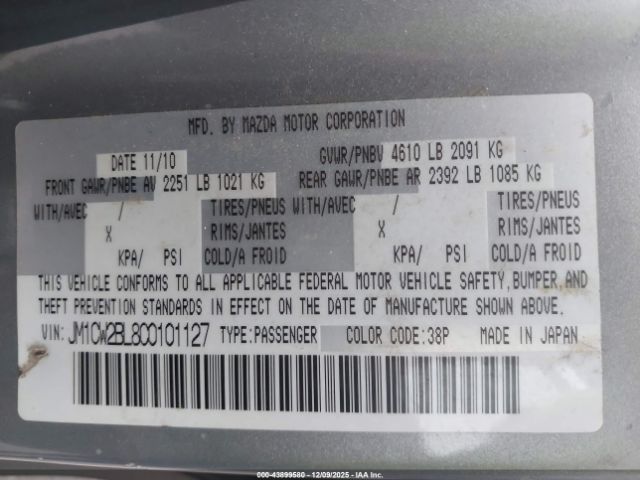 MFD. BY MAZDA MOTOR CORPORATION
DATE 11/10 GVWR/PNBV 4610 LB 2091 KG
FRONT GAWR/PNBE AV 2251 LB 1021 KG REAR GAWR/PNBE AR 2392 LB 1085 KG
WITH/AVEC / TIRES/PNEUS WITH/AVEC / TIRES/PNEUS
X RIMS/JANTES X RIMS/JANTES
KPA/ PSI COLD/A FROID KPA/ PSI COLD/A FROID
THIS VEHICLE CONFORMS TO ALL APPLICABLE FEDERAL MOTOR VEHICLE SAFETY, BUMPER AND
THEFT PREVENTION STANDARDS IN EFFECT ON THE DATE OF MANUFACTURE SHOWN ABOVE.
VIN: JM1CW2BL8C0101127 TYPE:PASSENGER COLOR CODE:38P MADE IN JAPAN
000-43899580 - 12/09/2025 - IAA Inc.